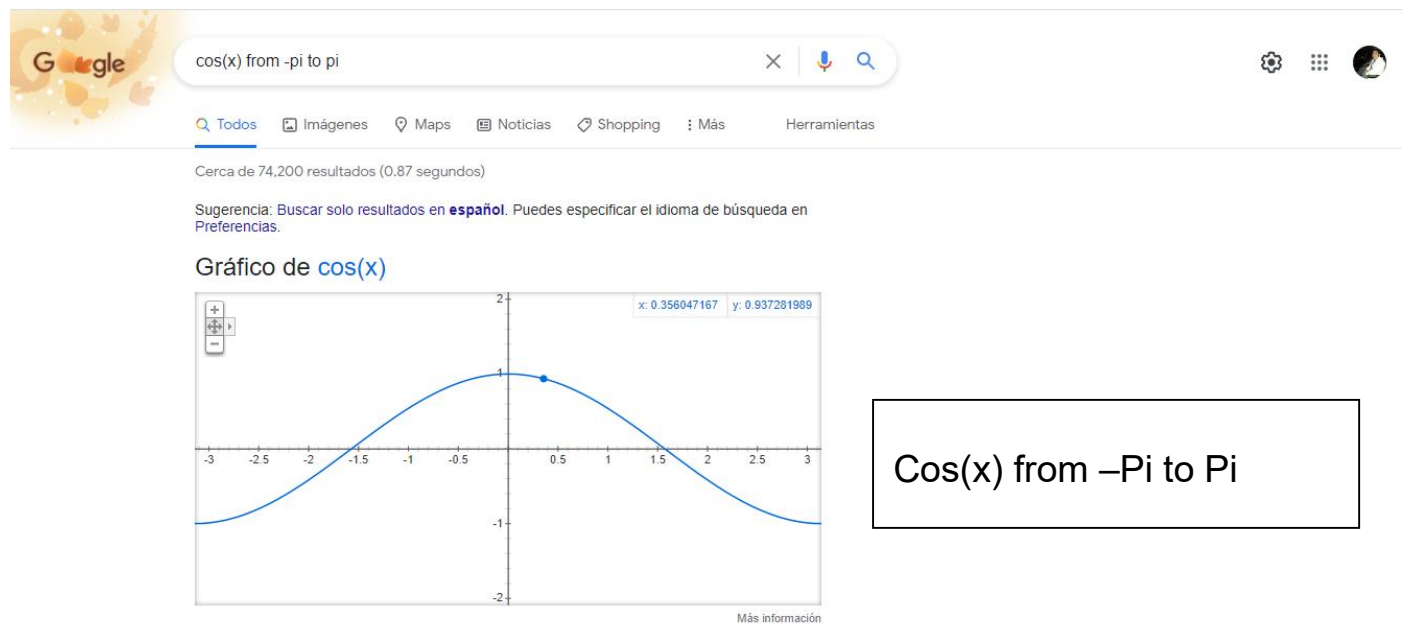 Google
cos(x) from -pi to pi
Todos Imágenes Maps Noticias Shopping Más Herramientas
Cerca de 74,200 resultados (0.87 segundos)
Sugerencia: Buscar solo resultados en español. Puedes especificar el idioma de búsqueda en
Preferencias.
Gráfico de cos(x)
x: 0.356047167 y: 0.937281989
2
1
-3 -2.5 -2 -1.5 -1 -0.5 0.5 1 1.5 2 2.5 3
-1
-2
Más información
Cos(x) from –Pi to Pi